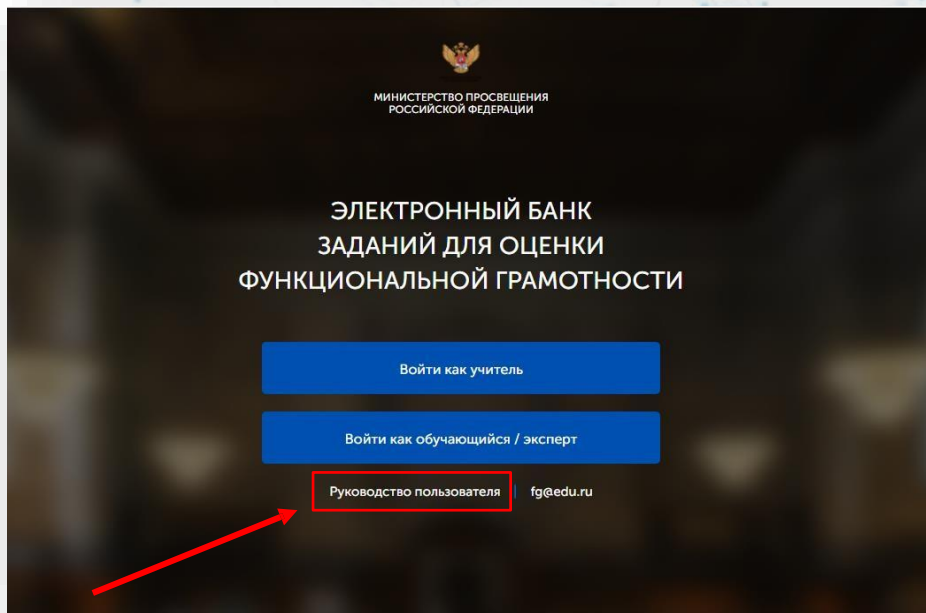 МИНИСТЕРСТВО ПРОСВЕЩЕНИЯ
РОССИЙСКОЙ ФЕДЕРАЦИИ
ЭЛЕКТРОННЫЙ БАНК
ЗАДАНИЙ ДЛЯ ОЦЕНКИ
ФУНКЦИОНАЛЬНОЙ ГРАМОТНОСТИ
Войти как учитель
Войти как обучающийся / эксперт
Руководство пользователя | fg@edu.ru